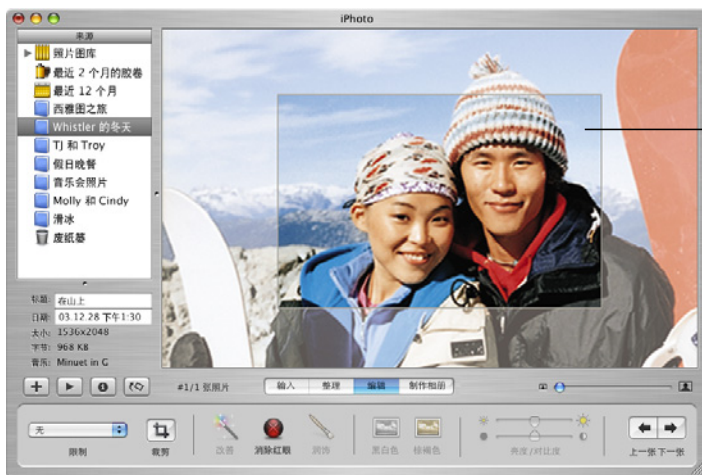 iPhoto
来源
照片图库
最近 2 个月的胶卷
最近 12 个月
西雅图之旅
Whistler 的冬天
TJ 和 Troy
假日晚餐
音乐会照片
Molly 和 Cindy
滑冰
废纸篓
标题: 在山上
日期: 03.12.28 下午1:30
大小: 1536x2048
字节: 968 KB
音乐: Minuet in G
#1/1 张照片
输入 整理 编辑 制作相册
无
限制
裁剪
改善
消除红眼
润饰
黑白色
棕褐色
亮度/对比度
上一张 下一张